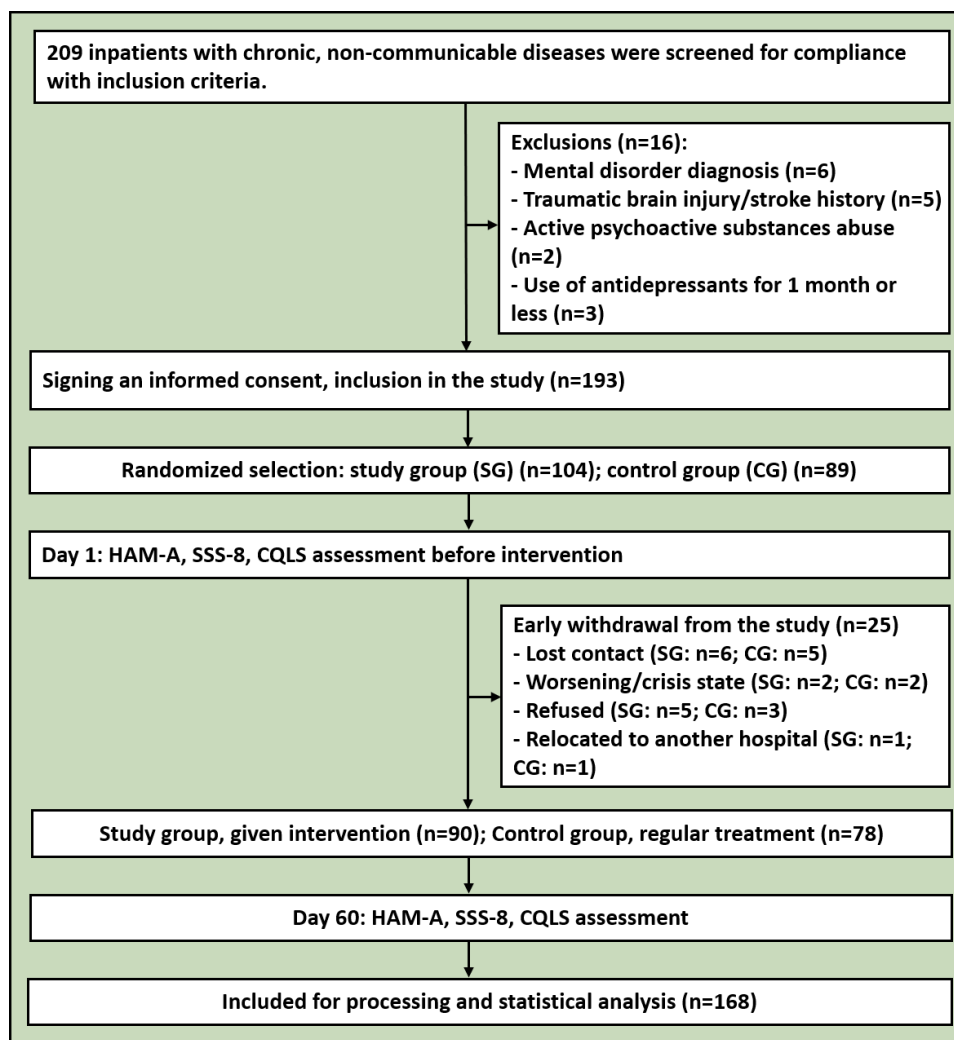 209 inpatients with chronic, non-communicable diseases were screened for compliance
with inclusion criteria.
Exclusions (n=16):
- Mental disorder diagnosis (n=6)
- Traumatic brain injury/stroke history (n=5)
- Active psychoactive substances abuse
(n=2)
- Use of antidepressants for 1 month or
less (n=3)
Signing an informed consent, inclusion in the study (n=193)
Randomized selection: study group (SG) (n=104); control group (CG) (n=89)
Day 1: HAM-A, SSS-8, CQLS assessment before intervention
Early withdrawal from the study (n=25)
- Lost contact (SG: n=6; CG: n=5)
- Worsening/crisis state (SG: n=2; CG: n=2)
- Refused (SG: n=5; CG: n=3)
- Relocated to another hospital (SG: n=1;
CG: n=1)
Study group, given intervention (n=90); Control group, regular treatment (n=78)
Day 60: HAM-A, SSS-8, CQLS assessment
Included for processing and statistical analysis (n=168)